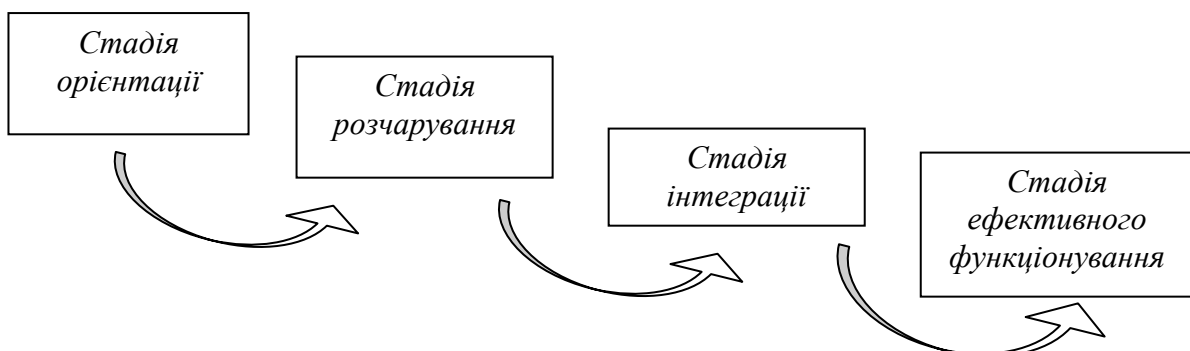 Стадія
орієнтації
Стадія
розчарування
Стадія
інтеграції
Стадія
ефективного
функціонування